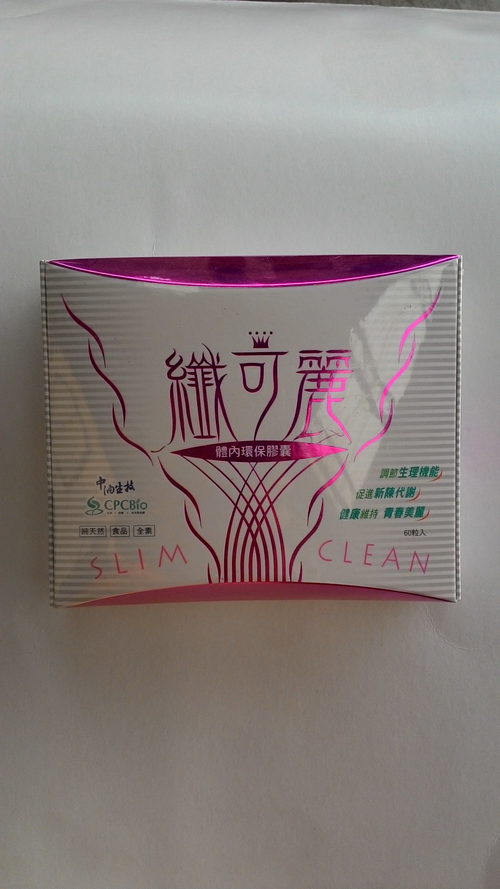 纖可麗
體內環保膠囊
調節生理機能
促進新陳代謝
健康維持 青春美麗
60粒入
中油生技
CPCBio
純天然 食品 全素
SLIM CLEAN